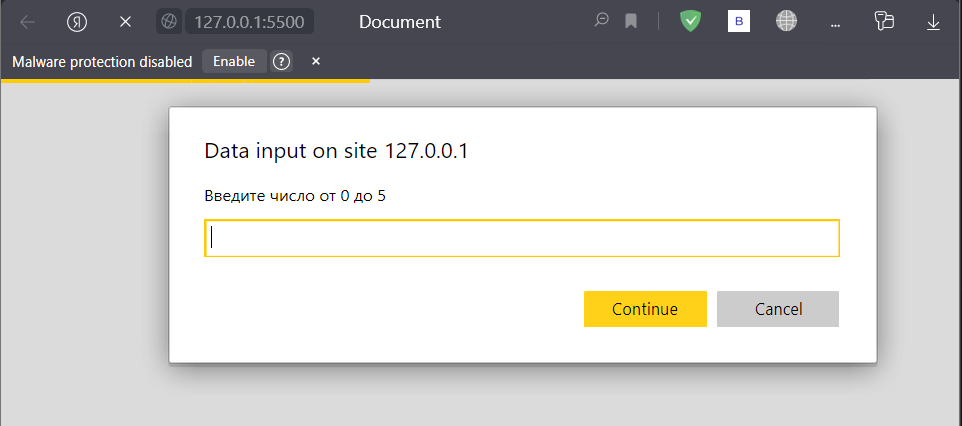 Я 127.0.0.1:5500 Document B ...
Malware protection disabled Enable ? ×
Data input on site 127.0.0.1
Введите число от 0 до 5
Continue Cancel